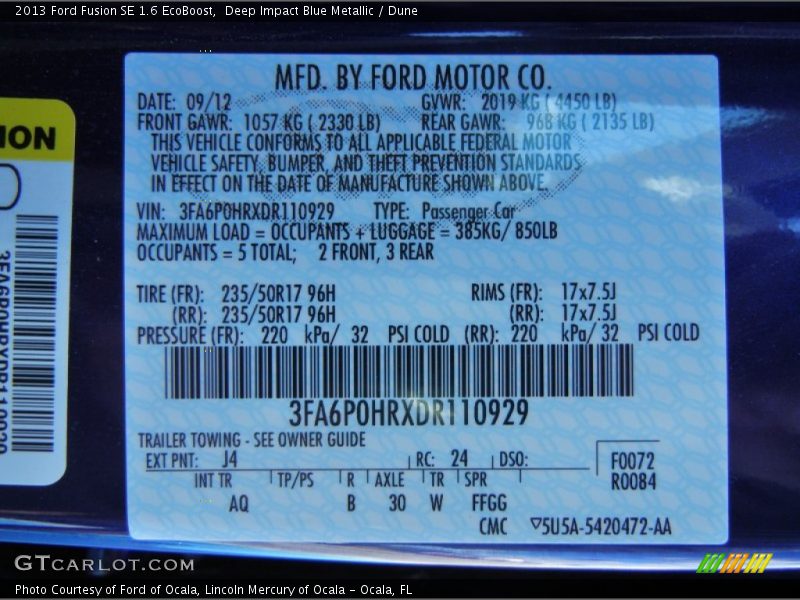 2013 Ford Fusion SE 1.6 EcoBoost,  Deep Impact Blue Metallic / Dune
MFD. BY FORD MOTOR CO.
DATE: 09/12 GVWR: 2019 KG ( 4450 LB)
FRONT GAWR: 1057 KG ( 2330 LB) REAR GAWR: 968 KG ( 2135 LB)
THIS VEHICLE CONFORMS TO ALL APPLICABLE FEDERAL MOTOR
VEHICLE SAFETY, BUMPER, AND THEFT PREVENTION STANDARDS
IN EFFECT ON THE DATE OF MANUFACTURE SHOWN ABOVE.
VIN: 3FA6P0HRXDR110929 TYPE: Passenger Car
MAXIMUM LOAD = OCCUPANTS + LUGGAGE = 385KG/ 850LB
OCCUPANTS = 5 TOTAL; 2 FRONT, 3 REAR
TIRE (FR): 235/50R17 96H RIMS (FR): 17x7.5J
(RR): 235/50R17 96H (RR): 17x7.5J
PRESSURE (FR): 220 kPa/ 32 PSI COLD (RR): 220 kPa/ 32 PSI COLD
3FA6P0HRXDR110929
TRAILER TOWING - SEE OWNER GUIDE
EXT PNT: J4 RC: 24 DSO: F0072
INT TR TP/PS R AXLE TR SPR R0084
AQ B 30 W FFGG
CMC ▽5U5A-5420472-AA
ION
3FA6P0HRXDR110929
GTCARLOT.COM
Photo Courtesy of Ford of Ocala, Lincoln Mercury of Ocala - Ocala, FL